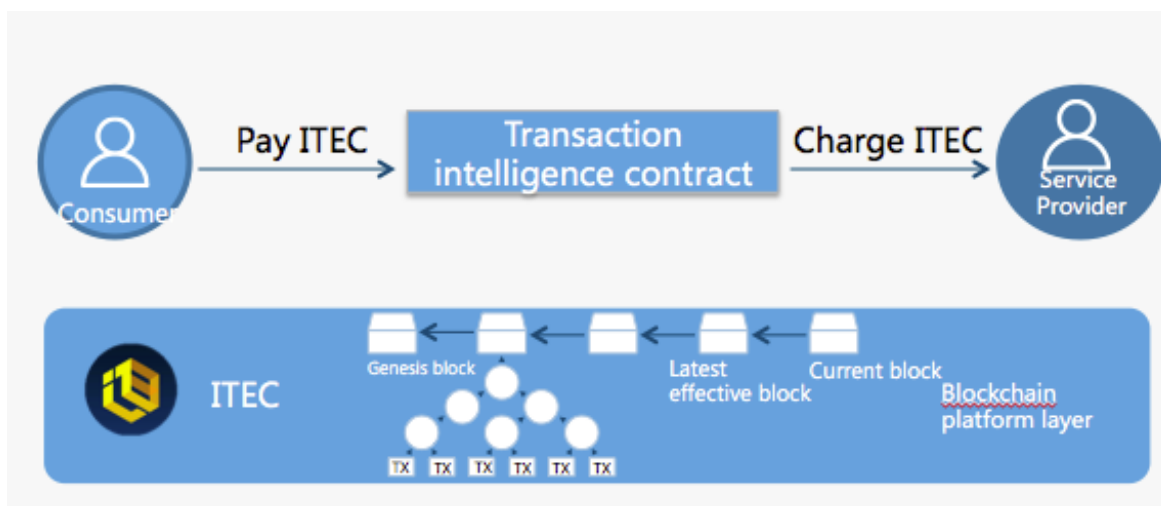 Pay ITEC
Transaction
intelligence contract
Charge ITEC
Consumer
Service
Provider
Genesis block
Latest
effective block
Current block
ITEC
Blockchain
platform layer
TX TX TX TX TX TX